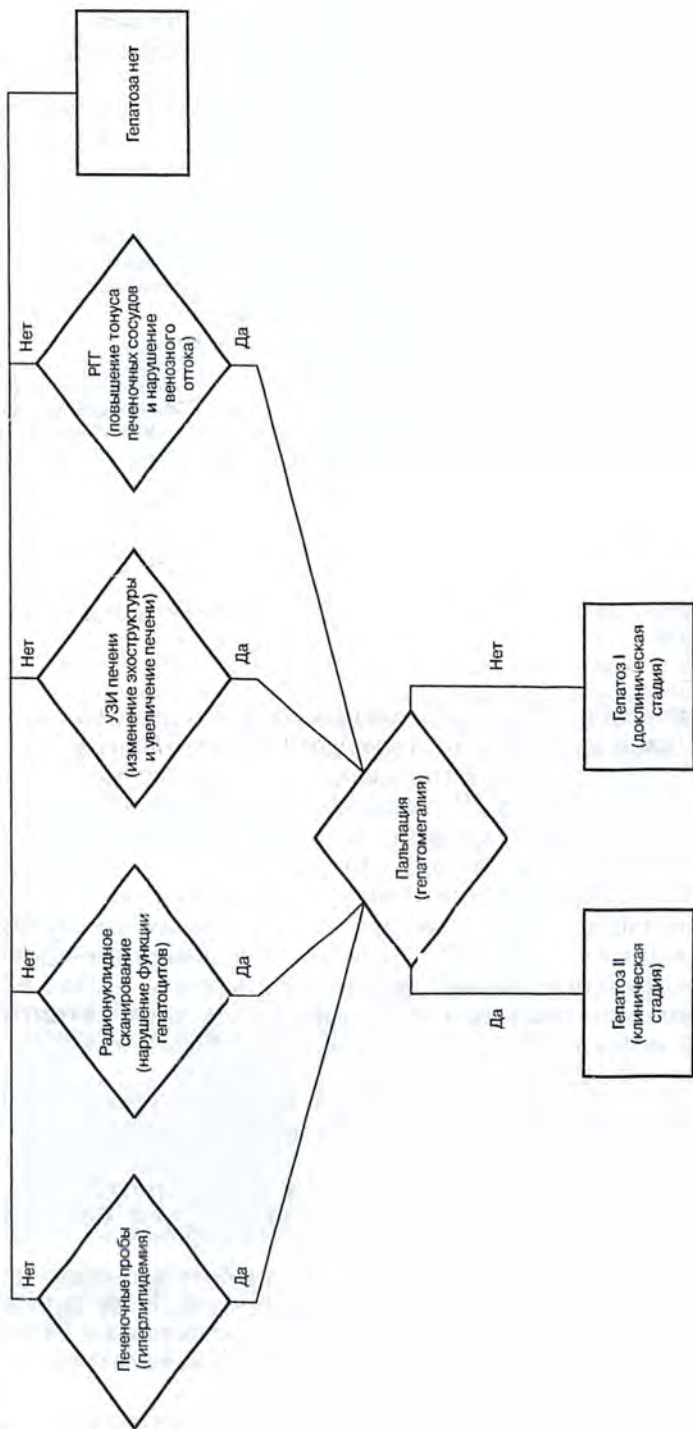 Нет
Нет
Нет
Нет
Печеночные пробы
(гиперлипидемия)
Радионуклидное
сканирование
(нарушение функции
гепатоцитов)
УЗИ печени
(изменение эхоструктуры
и увеличение печени)
РГГ
(повышение тонуса
печеночных сосудов
и нарушение
венозного
оттока)
Гепатоза нет
Да
Да
Да
Да
Пальпация
(гепатомегалия)
Да
Нет
Гепатоз II
(клиническая
стадия)
Гепатоз I
(доклиническая
стадия)